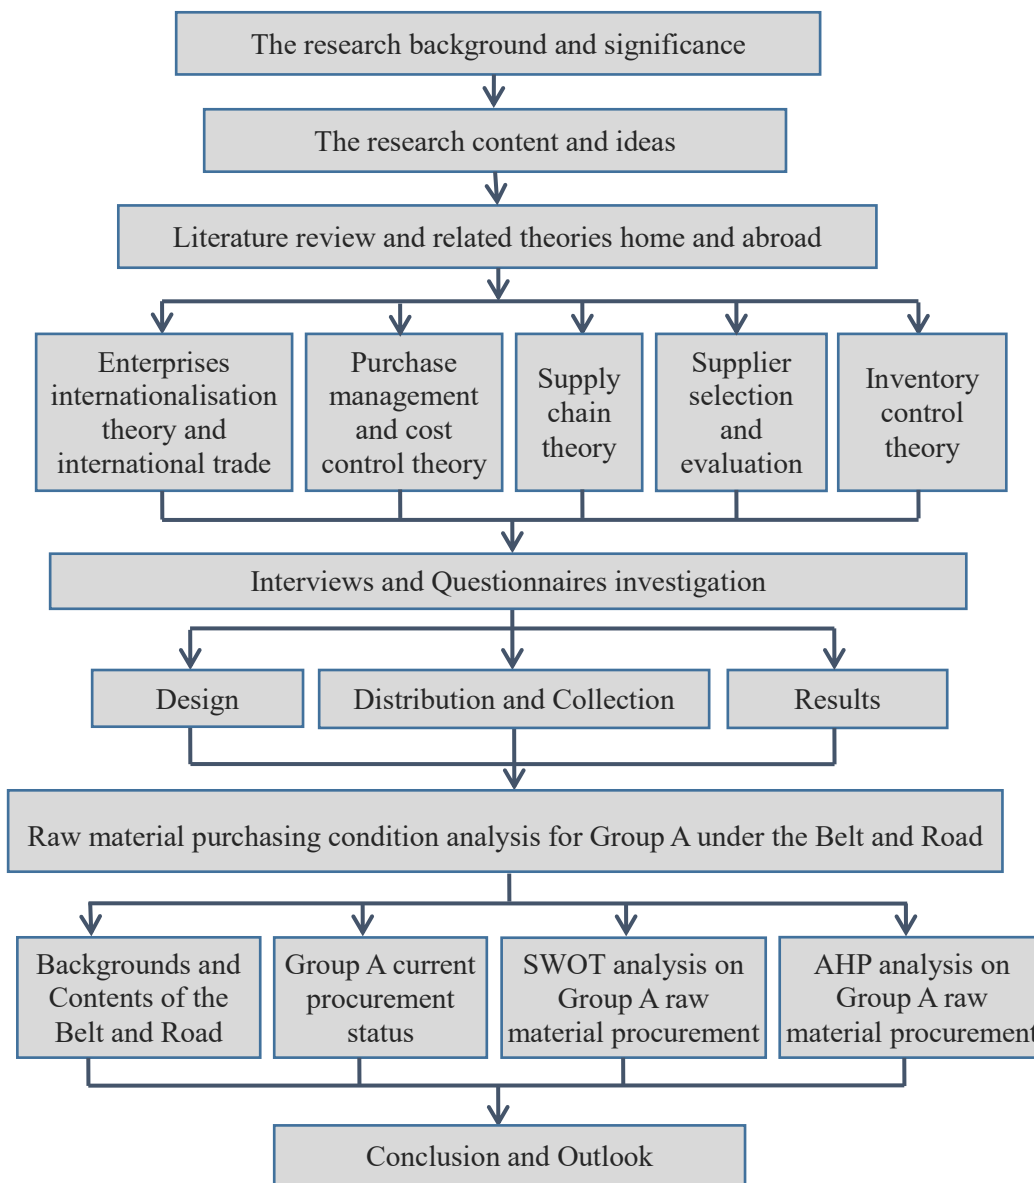 The research background and significance
The research content and ideas
Literature review and related theories home and abroad
Enterprises
internationalisation
theory and
international trade
Purchase
management
and cost
control theory
Supply
chain
theory
Supplier
selection
and
evaluation
Inventory
control
theory
Interviews and Questionnaires investigation
Design
Distribution and Collection
Results
Raw material purchasing condition analysis for Group A under the Belt and Road
Backgrounds and
Contents of the
Belt and Road
Group A current
procurement
status
SWOT analysis on
Group A raw
material procurement
AHP analysis on
Group A raw
material procurement
Conclusion and Outlook